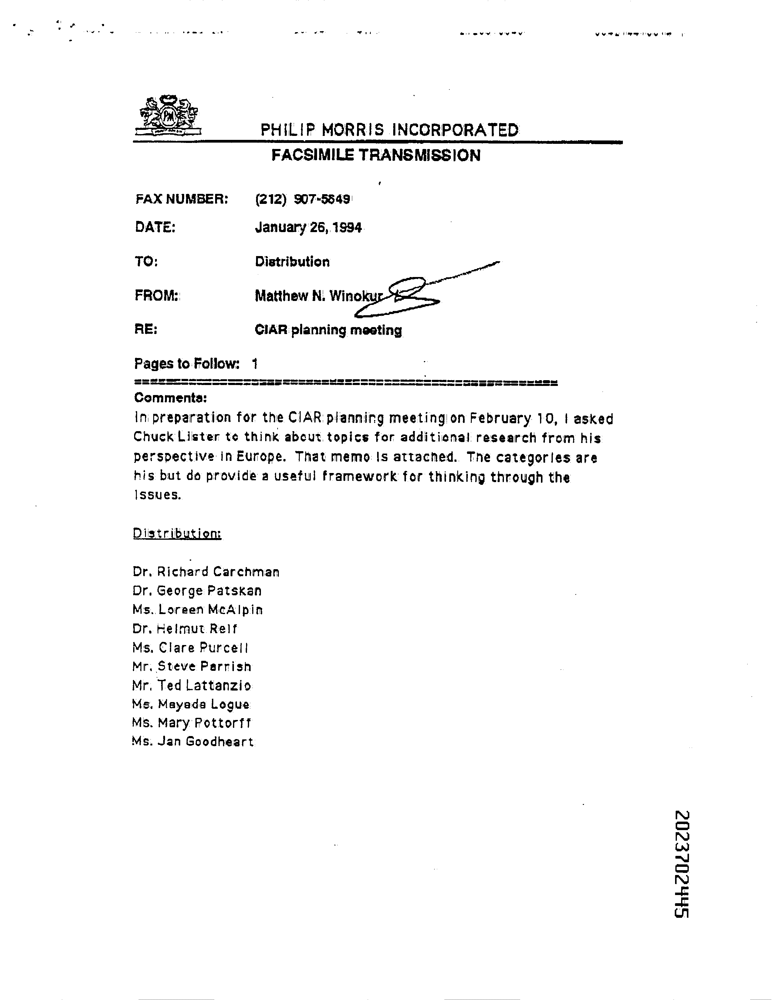 PHILIP MORRIS INCORPORATED
FACSIMILE TRANSMISSION
FAX NUMBER: (212) 907-5549
DATE: January 26, 1994
TO: Distribution
FROM: Matthew N. Winokur
RE: CIAR planning meeting
Pages to Follow: 1
Comments:
In preparation for the CIAR planning meeting on February 10, I asked
Chuck Lister to think about topics for additional research from his
perspective in Europe. That memo is attached. The categories are
his but do provide a useful framework for thinking through the
issues.
Distribution:
Dr. Richard Carchman
Dr. George Patskan
Ms. Loreen McAlpin
Dr. Helmut Reif
Ms. Clare Purcell
Mr. Steve Parrish
Mr. Ted Lattanzio
Ms. Mayada Logue
Ms. Mary Pottorff
Ms. Jan Goodheart
2023702445